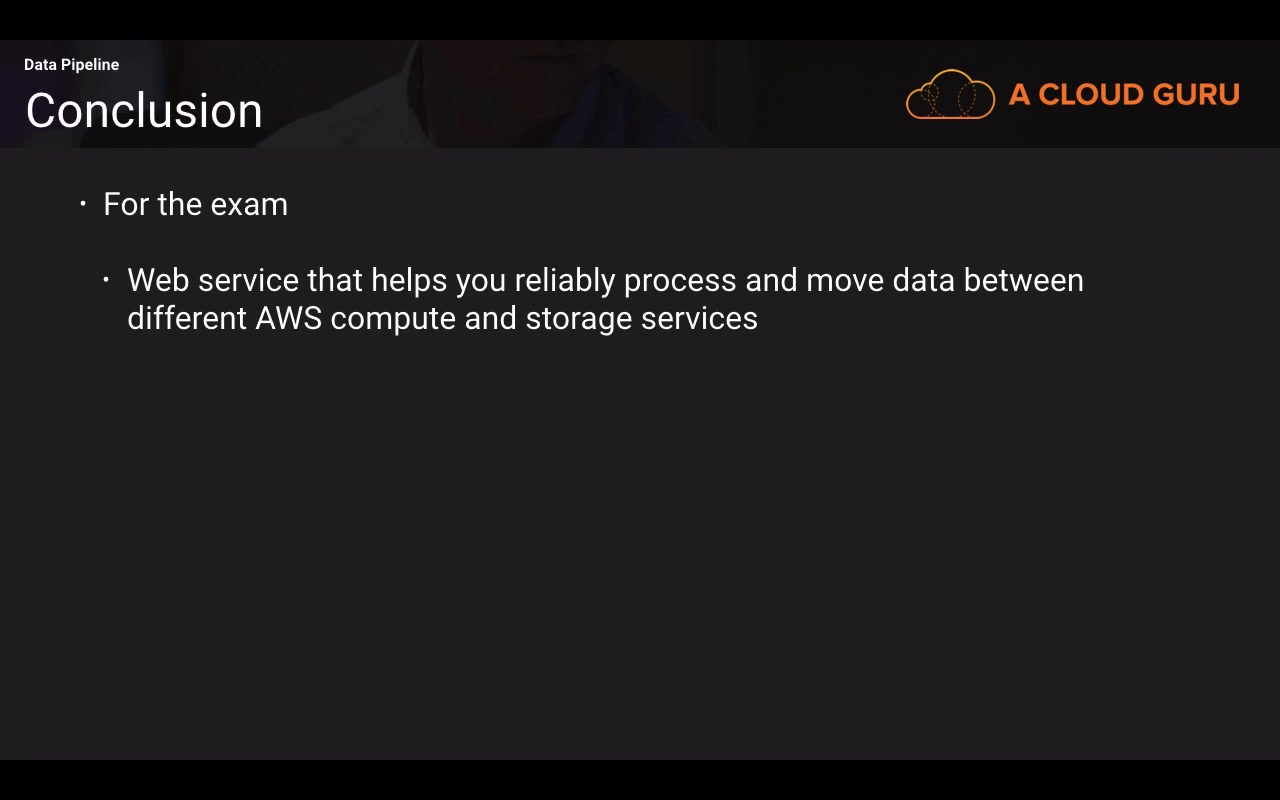 Data Pipeline
Conclusion
A CLOUD GURU
• For the exam
• Web service that helps you reliably process and move data between
different AWS compute and storage services